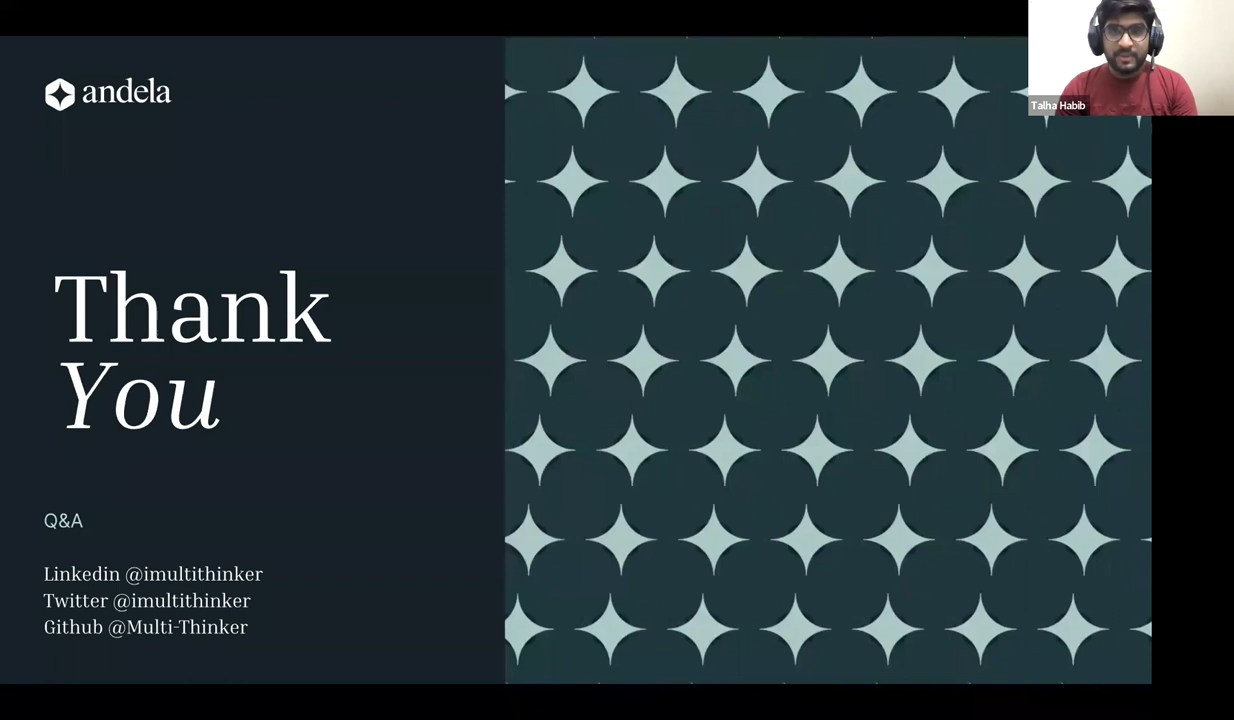 andela
Talha Habib
Thank
You
Q&A
Linkedin @imultithinker
Twitter @imultithinker
Github @Multi-Thinker